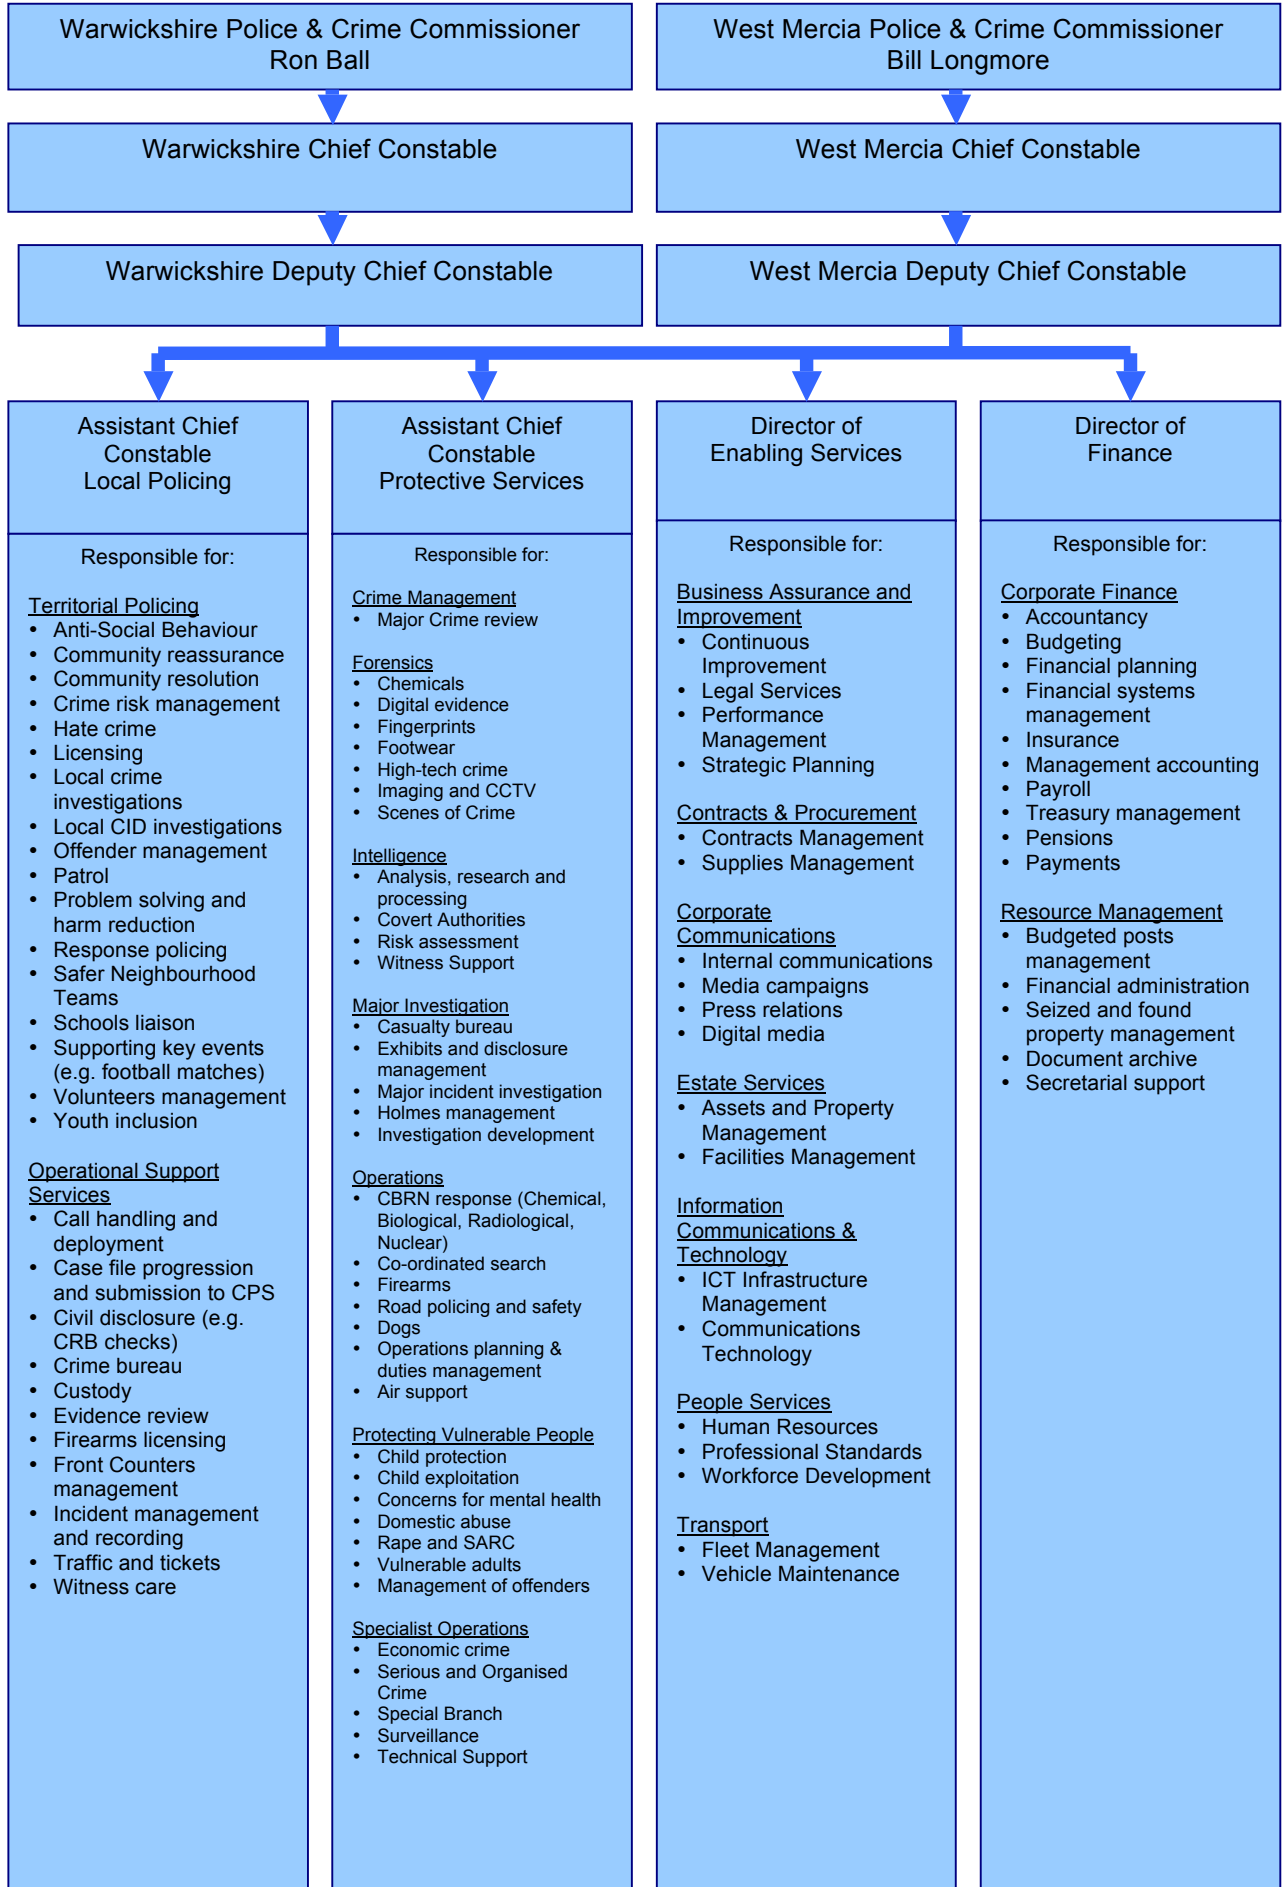 Warwickshire Police & Crime Commissioner
Ron Ball
West Mercia Police & Crime Commissioner
Bill Longmore
Warwickshire Chief Constable
West Mercia Chief Constable
Warwickshire Deputy Chief Constable
West Mercia Deputy Chief Constable
Assistant Chief
Constable
Local Policing
Responsible for:
Territorial Policing
• Anti-Social Behaviour
• Community reassurance
• Community resolution
• Crime risk management
• Hate crime
• Licensing
• Local crime
investigations
• Local CID investigations
• Offender management
• Patrol
• Problem solving and
harm reduction
• Response policing
• Safer Neighbourhood
Teams
• Schools liaison
• Supporting key events
(e.g. football matches)
• Volunteers management
• Youth inclusion
Operational Support
Services
• Call handling and
deployment
• Case file progression
and submission to CPS
• Civil disclosure (e.g.
CRB checks)
• Crime bureau
• Custody
• Evidence review
• Firearms licensing
• Front Counters
management
• Incident management
and recording
• Traffic and tickets
• Witness care
Assistant Chief
Constable
Protective Services
Responsible for:
Crime Management
• Major Crime review
Forensics
• Chemicals
• Digital evidence
• Fingerprints
• Footwear
• High-tech crime
• Imaging and CCTV
• Scenes of Crime
Intelligence
• Analysis, research and
processing
• Covert Authorities
• Risk assessment
• Witness Support
Major Investigation
• Casualty bureau
• Exhibits and disclosure
management
• Major incident investigation
• Holmes management
• Investigation development
Operations
• CBRN response (Chemical,
Biological, Radiological,
Nuclear)
• Co-ordinated search
• Firearms
• Road policing and safety
• Dogs
• Operations planning &
duties management
• Air support
Protecting Vulnerable People
• Child protection
• Child exploitation
• Concerns for mental health
• Domestic abuse
• Rape and SARC
• Vulnerable adults
• Management of offenders
Specialist Operations
• Economic crime
• Serious and Organised
Crime
• Special Branch
• Surveillance
• Technical Support
Director of
Enabling Services
Responsible for:
Business Assurance and
Improvement
• Continuous
Improvement
• Legal Services
• Performance
Management
• Strategic Planning
Contracts & Procurement
• Contracts Management
• Supplies Management
Corporate
Communications
• Internal communications
• Media campaigns
• Press relations
• Digital media
Estate Services
• Assets and Property
Management
• Facilities Management
Information
Communications &
Technology
• ICT Infrastructure
Management
• Communications
Technology
People Services
• Human Resources
• Professional Standards
• Workforce Development
Transport
• Fleet Management
• Vehicle Maintenance
Director of
Finance
Responsible for:
Corporate Finance
• Accountancy
• Budgeting
• Financial planning
• Financial systems
management
• Insurance
• Management accounting
• Payroll
• Treasury management
• Pensions
• Payments
Resource Management
• Budgeted posts
management
• Financial administration
• Seized and found
property management
• Document archive
• Secretarial support